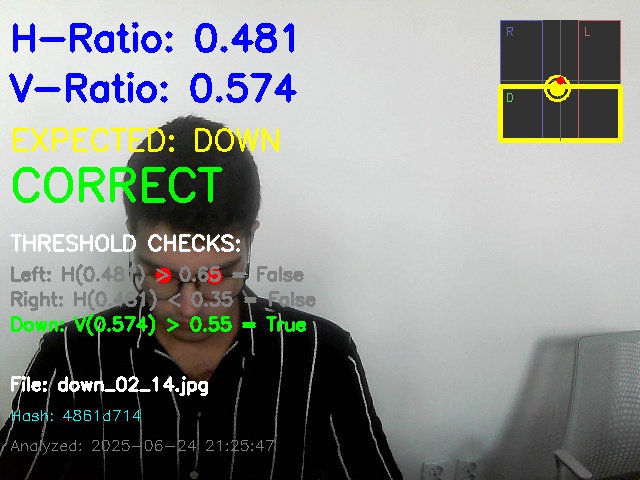 H-Ratio: 0.481
V-Ratio: 0.574
EXPECTED: DOWN
CORRECT
THRESHOLD CHECKS:
Left: H(0.481) > 0.65 = False
Right: H(0.481) < 0.35 = False
Down: V(0.574) > 0.55 = True
File: down_02_14.jpg
Hash: 4861d714
Analyzed: 2025-06-24 21:25:47
R
L
D